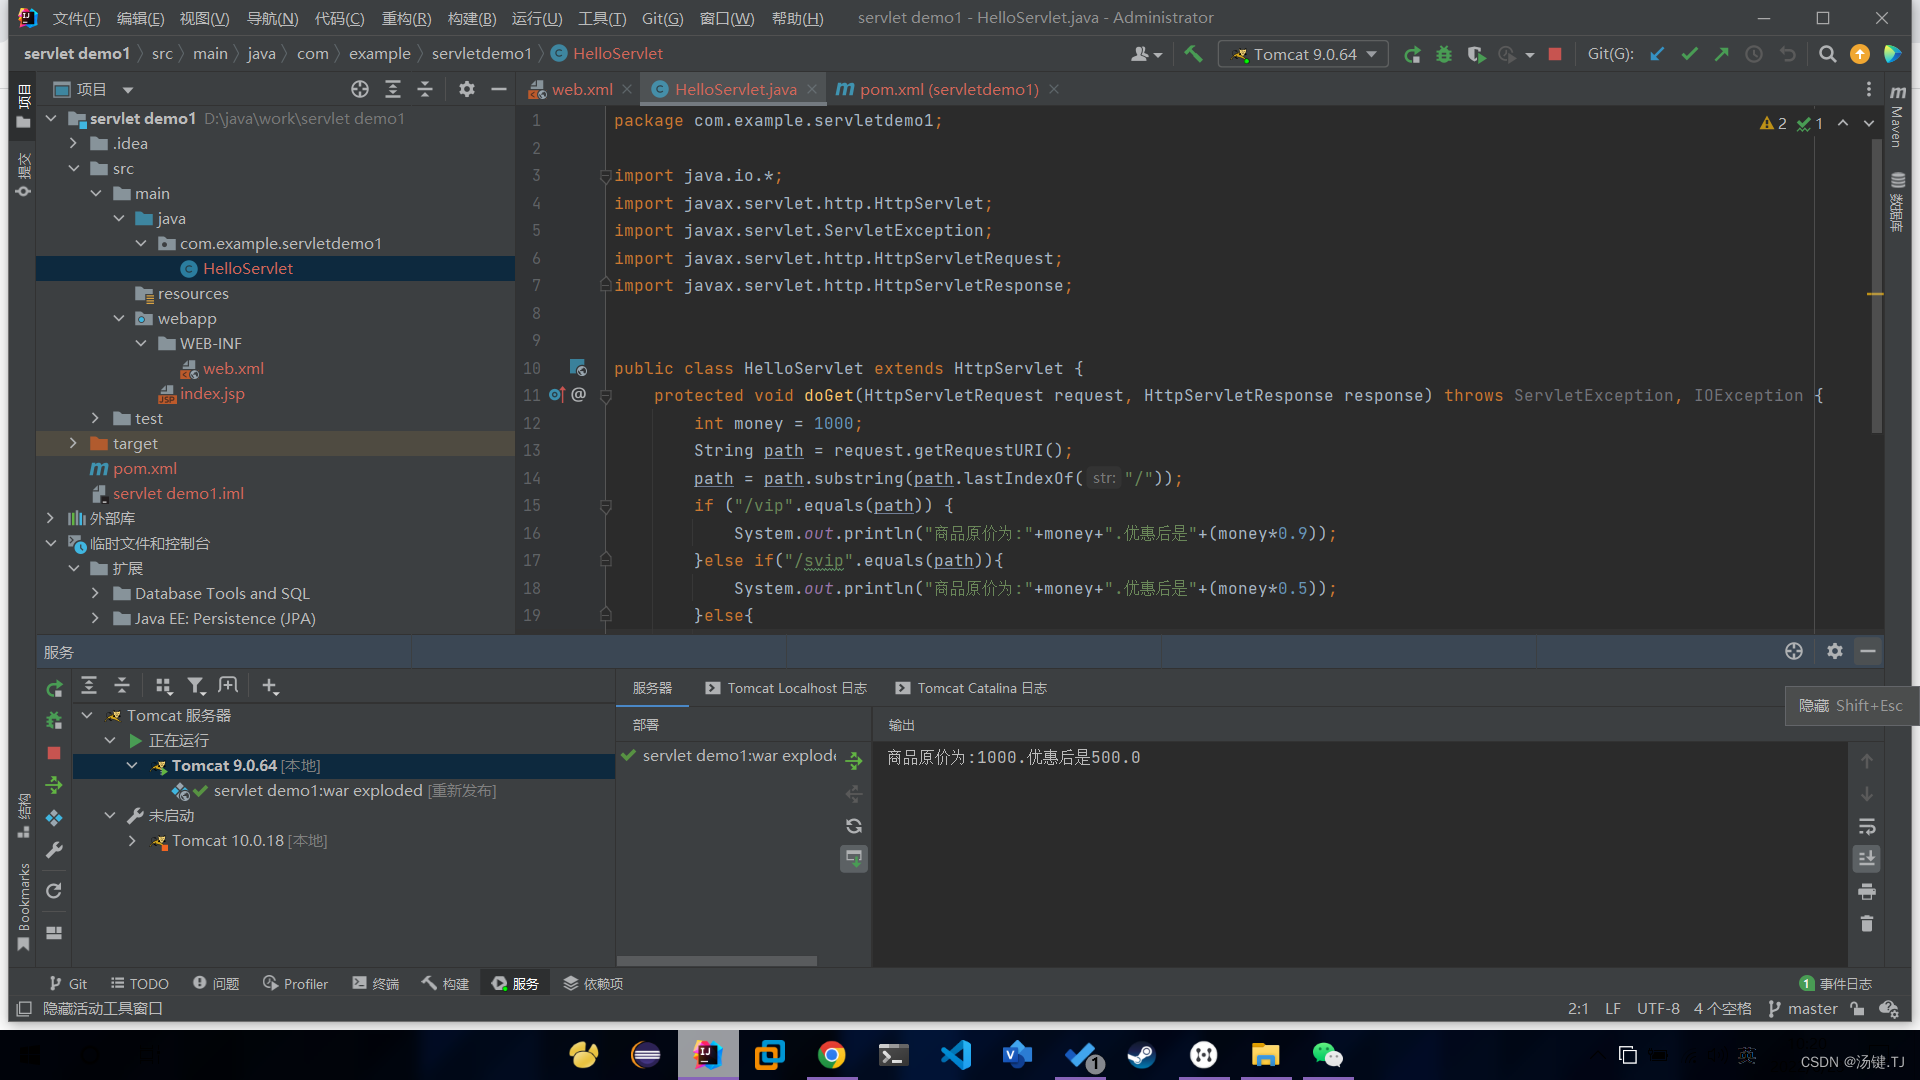 文件(F) 编辑(E) 视图(V) 导航(N) 代码(C) 重构(R) 构建(B) 运行(U) 工具(T) Git(G) 窗口(W) 帮助(H) servlet demo1 - HelloServlet.java - Administrator
servlet demo1 src main java com example servletdemo1 HelloServlet Tomcat 9.0.64 Git(G):
项目 web.xml HelloServlet.java pom.xml (servletdemo1)
项目
提交
结构
Bookmarks
Maven
数据库
servlet demo1 D:\java\work\servlet demo1
.idea
src
main
java
com.example.servletdemo1
HelloServlet
resources
webapp
WEB-INF
web.xml
index.jsp
test
target
pom.xml
servlet demo1.iml
外部库
临时文件和控制台
扩展
Database Tools and SQL
Java EE: Persistence (JPA)
2 1
1 package com.example.servletdemo1;
2
3 import java.io.*;
4 import javax.servlet.http.HttpServlet;
5 import javax.servlet.ServletException;
6 import javax.servlet.http.HttpServletRequest;
7 import javax.servlet.http.HttpServletResponse;
8
9
10 public class HelloServlet extends HttpServlet {
11 @ protected void doGet(HttpServletRequest request, HttpServletResponse response) throws ServletException, IOException {
12 int money = 1000;
13 String path = request.getRequestURI();
14 path = path.substring(path.lastIndexOf( str: "/"));
15 if ("/vip".equals(path)) {
16 System.out.println("商品原价为:"+money+".优惠后是"+(money*0.9));
17 }else if("/svip".equals(path)){
18 System.out.println("商品原价为:"+money+".优惠后是"+(money*0.5));
19 }else{
服务
隐藏 Shift+Esc
服务器 Tomcat Localhost 日志 Tomcat Catalina 日志
Tomcat 服务器
正在运行
Tomcat 9.0.64 [本地]
servlet demo1:war exploded [重新发布]
未启动
Tomcat 10.0.18 [本地]
部署 输出
servlet demo1:war explode
商品原价为:1000.优惠后是500.0
Git TODO 问题 Profiler 终端 构建 服务 依赖项 1 事件日志
隐藏活动工具窗口 2:1 LF UTF-8 4 个空格 master
1 英
CSDN @汤键.TJ